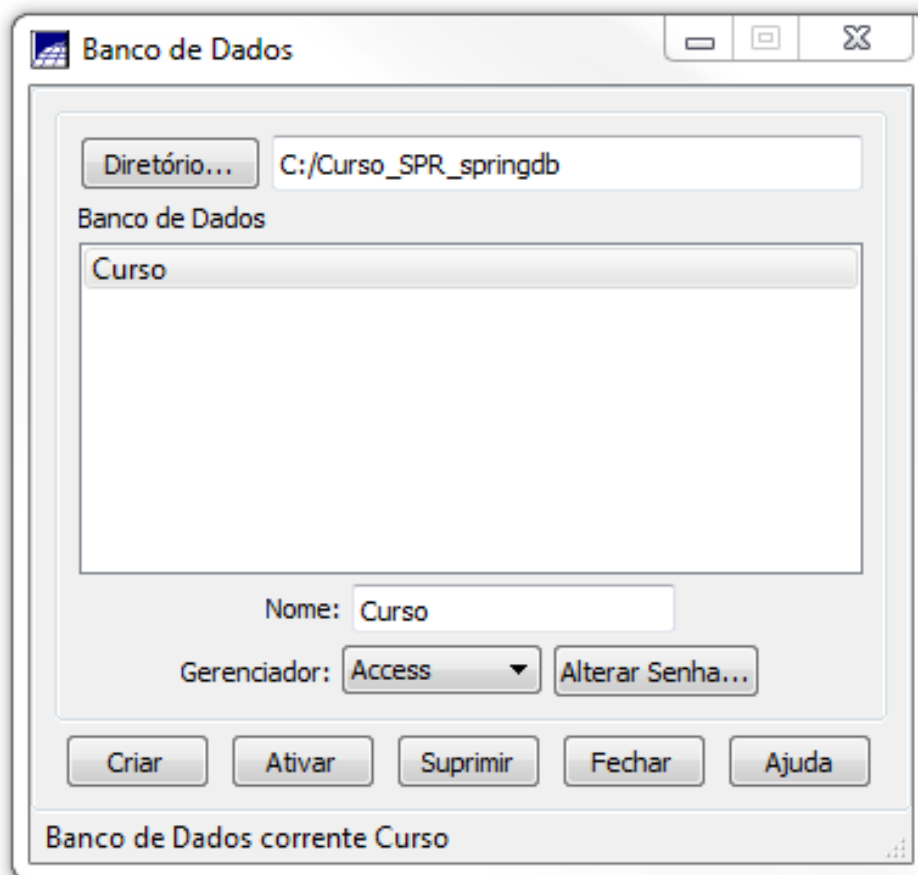 Banco de Dados
Diretório... C:/Curso_SPR_springdb
Banco de Dados
Curso
Nome: Curso
Gerenciador: Access Alterar Senha...
Criar Ativar Suprimir Fechar Ajuda
Banco de Dados corrente Curso